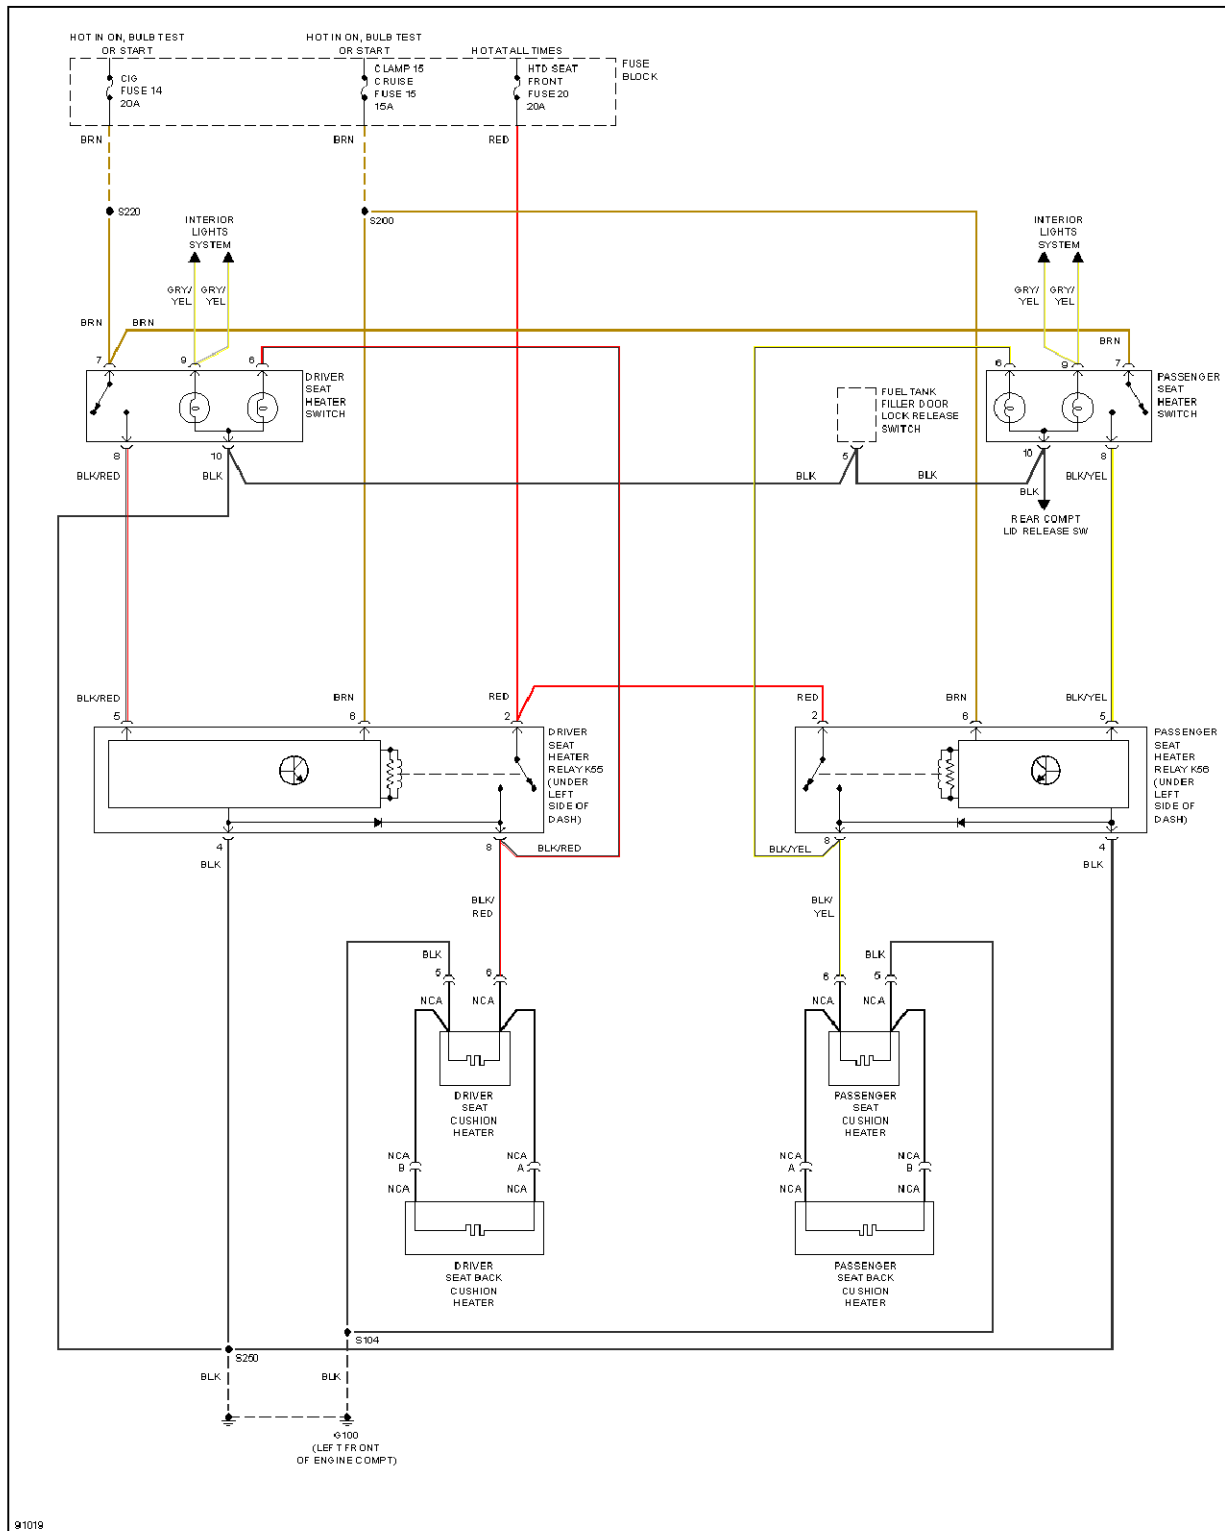 HOT IN ON, BULB TEST
OR START
HOT IN ON, BULB TEST
OR START
HOT AT ALL TIMES
FUSE
BLOCK
CIG
FUSE 14
20A
CLAMP 15
CRUISE
FUSE 15
15A
HTD SEAT
FRONT
FUSE 20
20A
BRN
BRN
RED
S220
S200
INTERIOR
LIGHTS
SYSTEM
INTERIOR
LIGHTS
SYSTEM
GRY/
YEL
GRY/
YEL
GRY/
YEL
GRY/
YEL
BRN
BRN
BRN
7
9
6
6
9
7
DRIVER
SEAT
HEATER
SWITCH
FUEL TANK
FILLER DOOR
LOCK RELEASE
SWITCH
PASSENGER
SEAT
HEATER
SWITCH
8
10
5
10
8
BLK/RED
BLK
BLK
BLK
BLK
BLK/YEL
REAR COMPT
LID RELEASE SW
BLK/RED
BRN
RED
RED
BRN
BLK/YEL
5
6
2
2
6
5
DRIVER
SEAT
HEATER
RELAY K55
(UNDER
LEFT
SIDE OF
DASH)
PASSENGER
SEAT
HEATER
RELAY K56
(UNDER
LEFT
SIDE OF
DASH)
4
8
8
4
BLK
BLK/RED
BLK/YEL
BLK
BLK/
RED
BLK/
YEL
BLK
BLK
5
6
6
5
NCA
NCA
NCA
NCA
DRIVER
SEAT
CUSHION
HEATER
PASSENGER
SEAT
CUSHION
HEATER
NCA
B
NCA
A
NCA
A
NCA
B
NCA
NCA
NCA
NCA
DRIVER
SEAT BACK
CUSHION
HEATER
PASSENGER
SEAT BACK
CUSHION
HEATER
S104
S250
BLK
BLK
G100
(LEFT FRONT
OF ENGINE COMPT)
91019